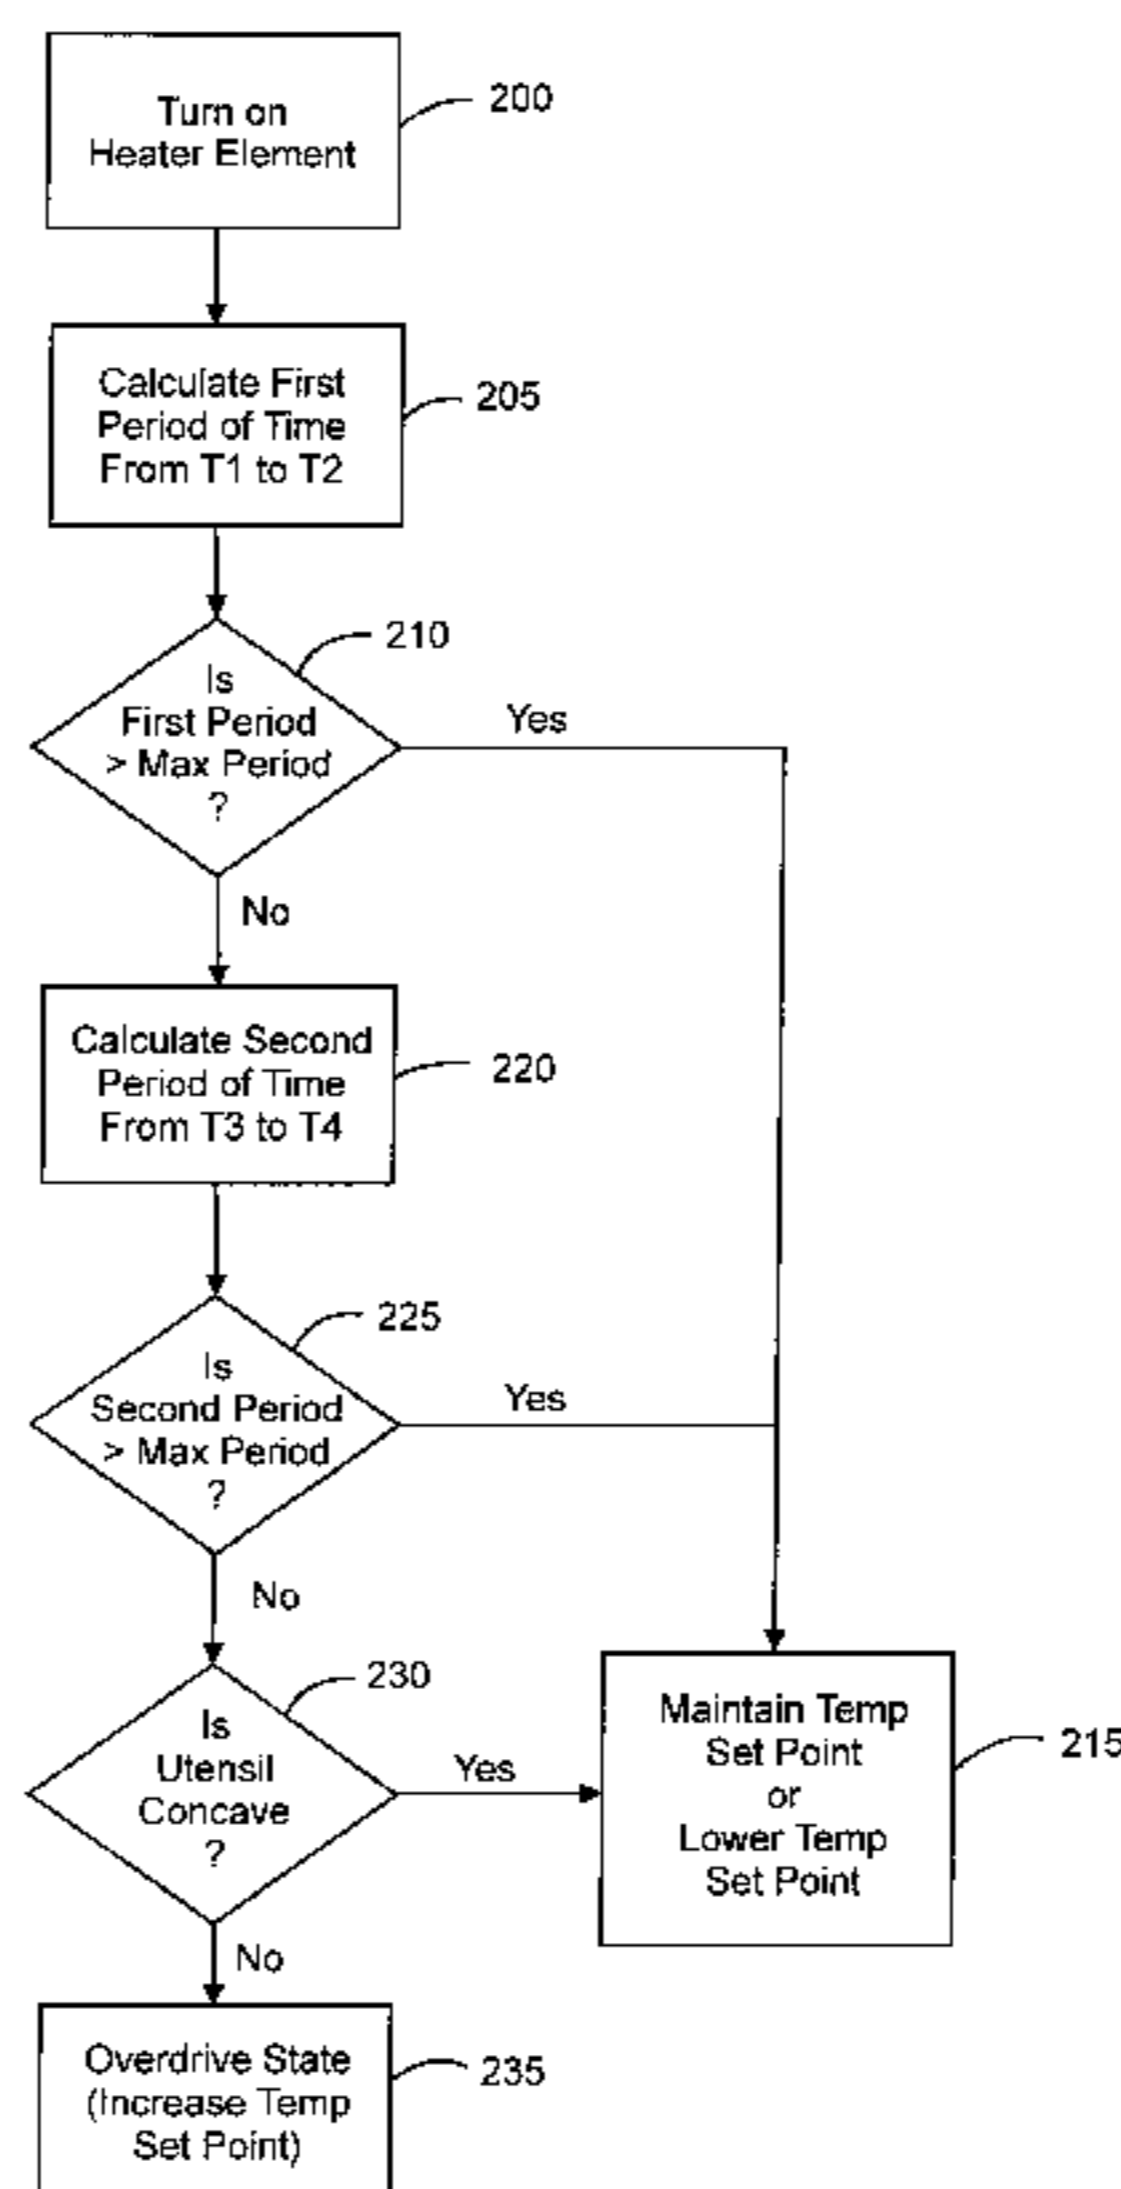 Turn on
Heater Element
200
Calculate First
Period of Time
From T1 to T2
205
210
Is
First Period
> Max Period
?
Yes
No
Calculate Second
Period of Time
From T3 to T4
220
225
Is
Second Period
> Max Period
?
Yes
No
230
Is
Utensil
Concave
?
Yes
Maintain Temp
Set Point
or
Lower Temp
Set Point
215
No
Overdrive State
(Increase Temp
Set Point)
235